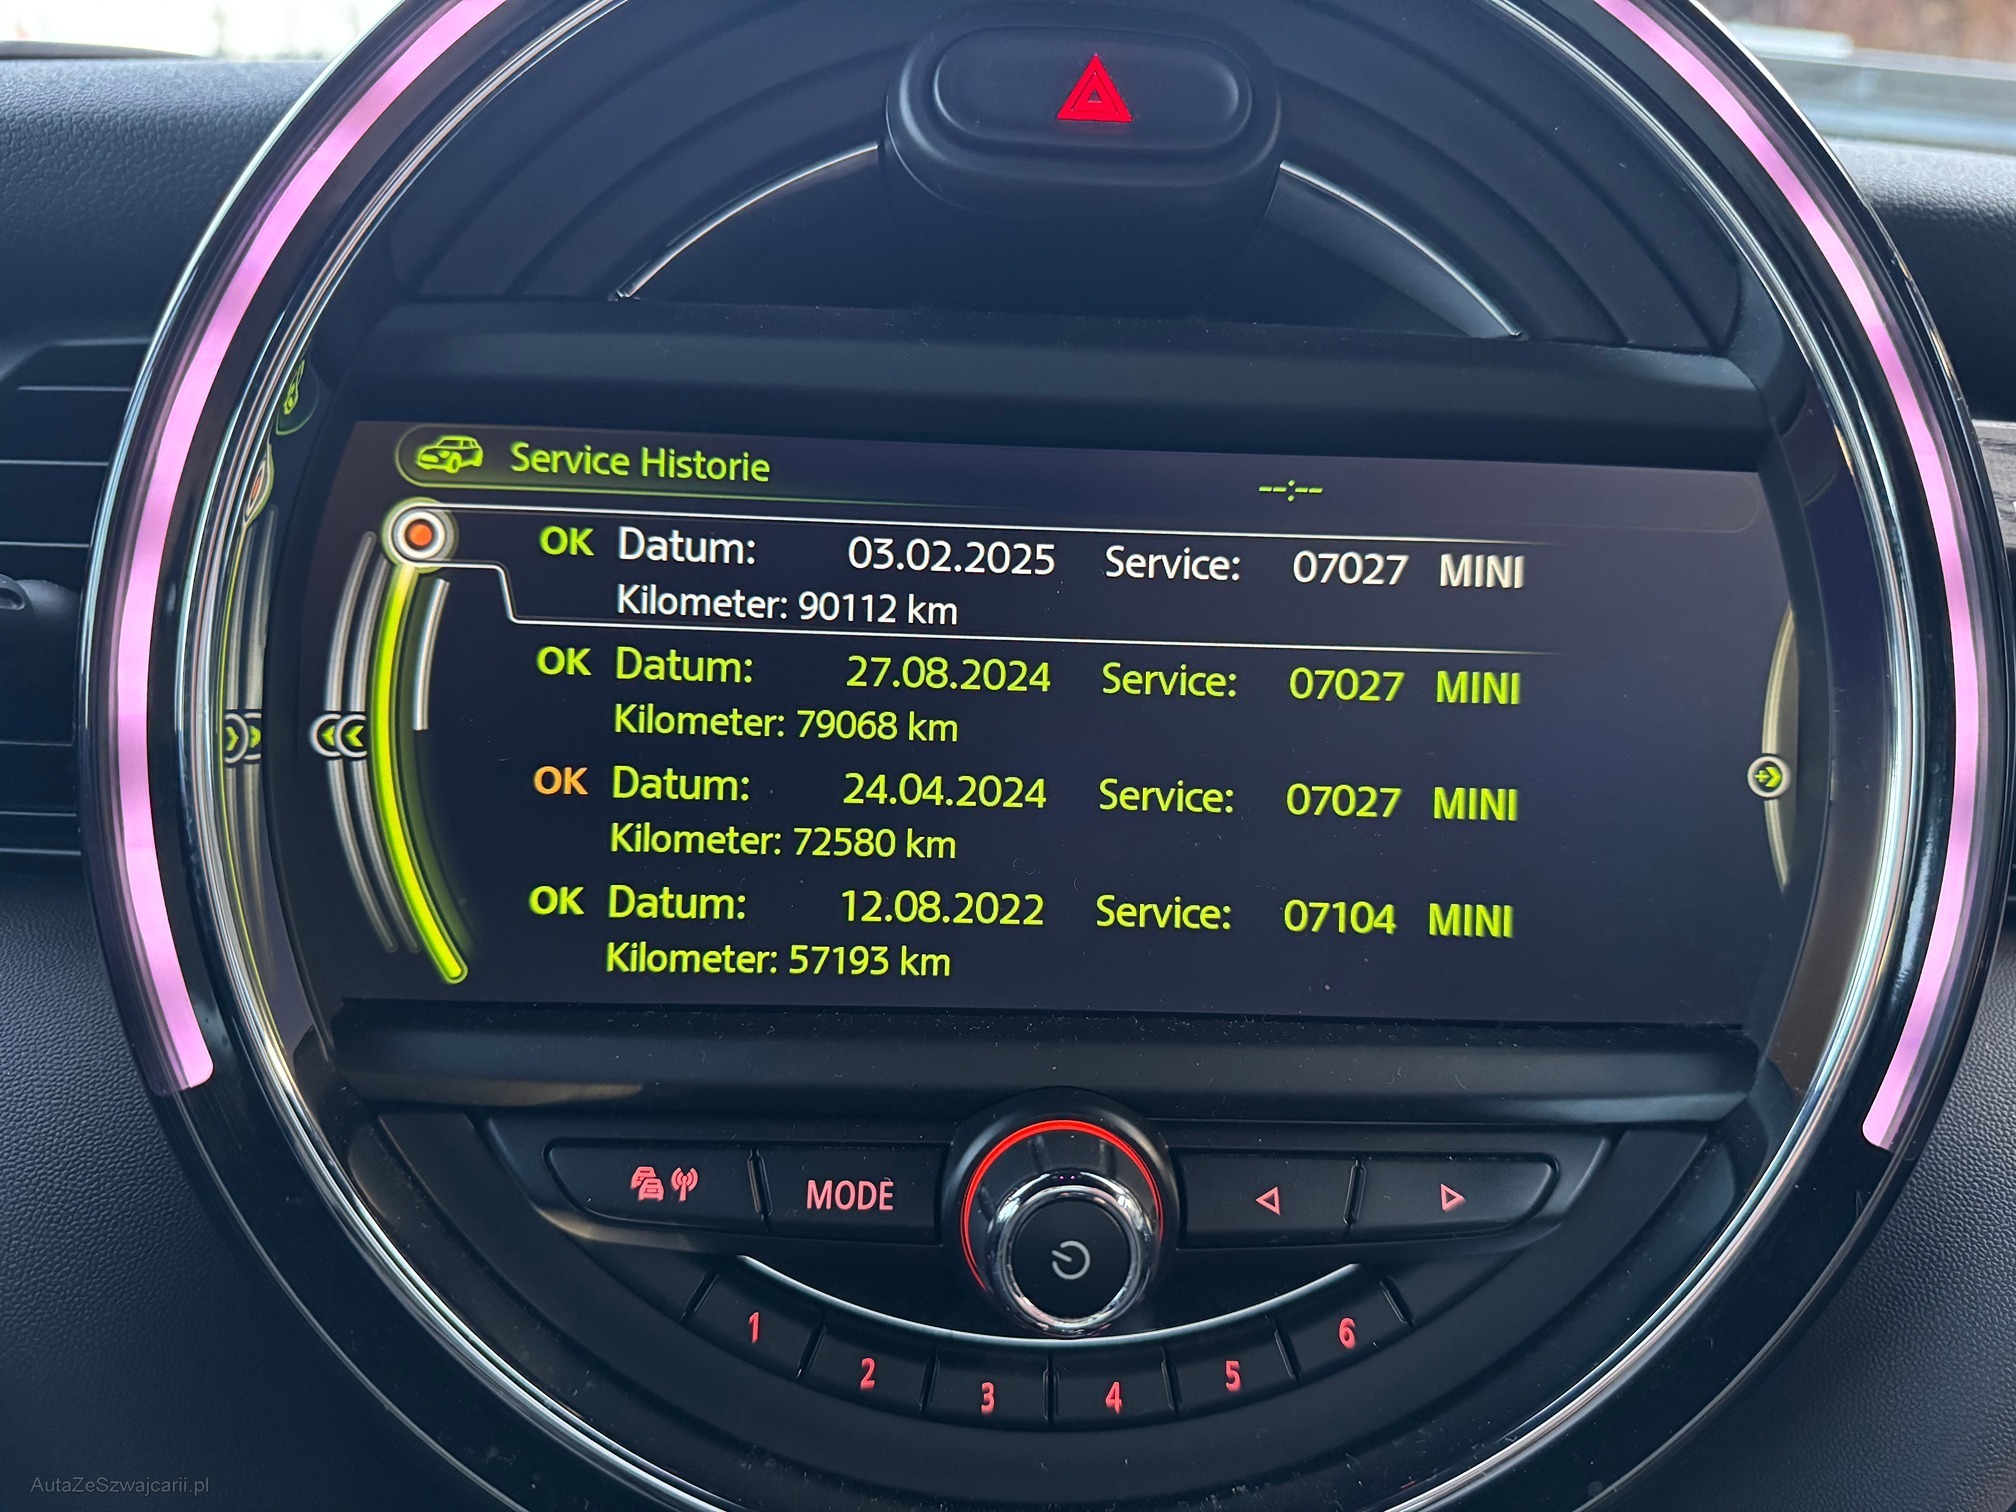 Service Historie
--:--
OK Datum: 03.02.2025 Service: 07027 MINI
Kilometer: 90112 km
OK Datum: 27.08.2024 Service: 07027 MINI
Kilometer: 79068 km
OK Datum: 24.04.2024 Service: 07027 MINI
Kilometer: 72580 km
OK Datum: 12.08.2022 Service: 07104 MINI
Kilometer: 57193 km
MODE
1
2
3
4
5
6
AutaZeSzwajcarii.pl